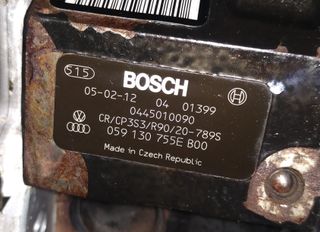 515
BOSCH
05-02-12 04 01399
0445010090
CR/CP3S3/R90/20-789S
059 130 755E B00
Made in Czech Republic